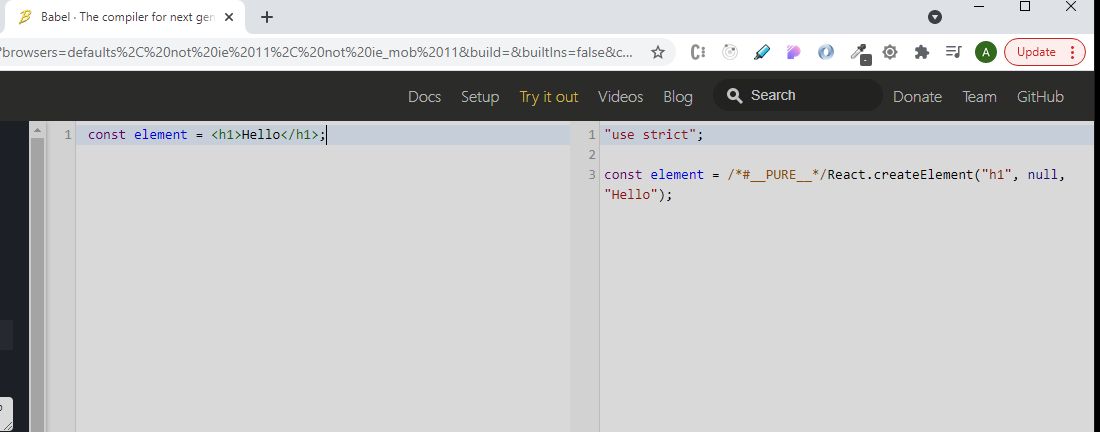 Babel · The compiler for next gen
?browsers=defaults%2C%20not%20ie%2011%2C%20not%20ie_mob%2011&build=&builtIns=false&c...
A
Update
Docs Setup Try it out Videos Blog Search Donate Team GitHub
1 const element = <h1>Hello</h1>;
1 "use strict";
2
3 const element = /*#__PURE__*/React.createElement("h1", null,
"Hello");